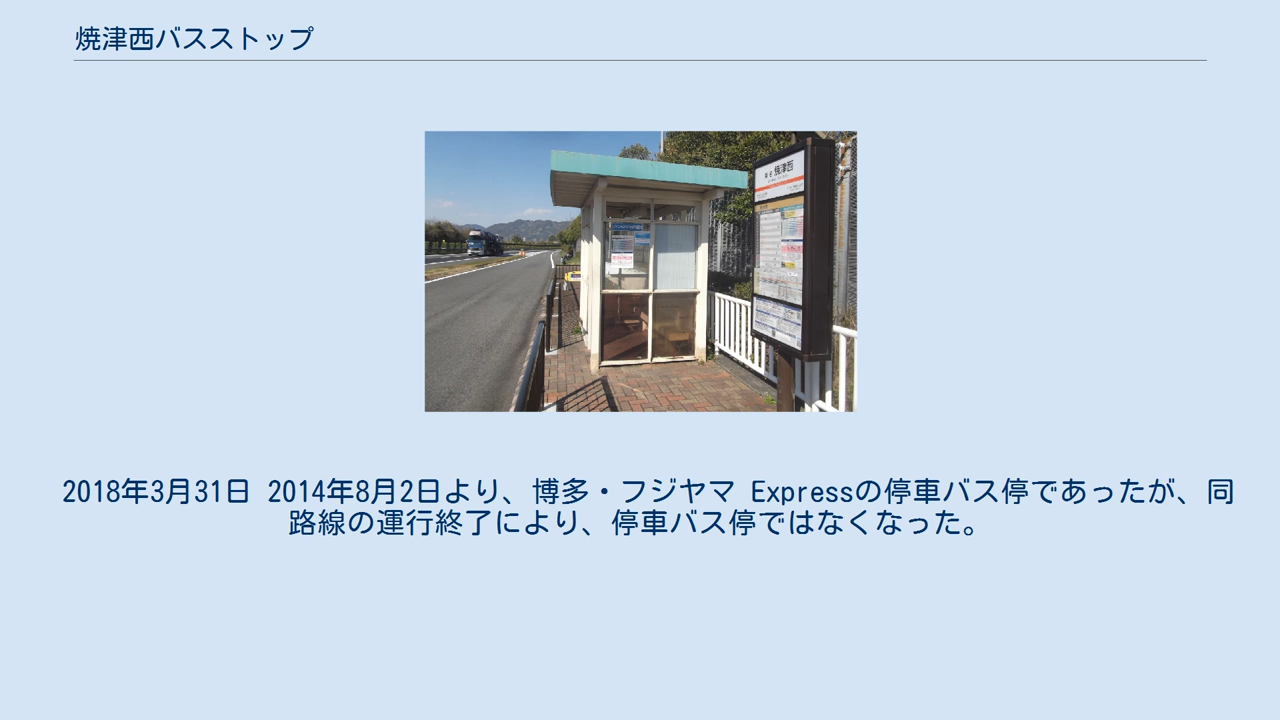 焼津西バスストップ
焼津西
2018年3月31日 2014年8月2日より、博多・フジヤマ Expressの停車バス停であったが、同
路線の運行終了により、停車バス停ではなくなった。